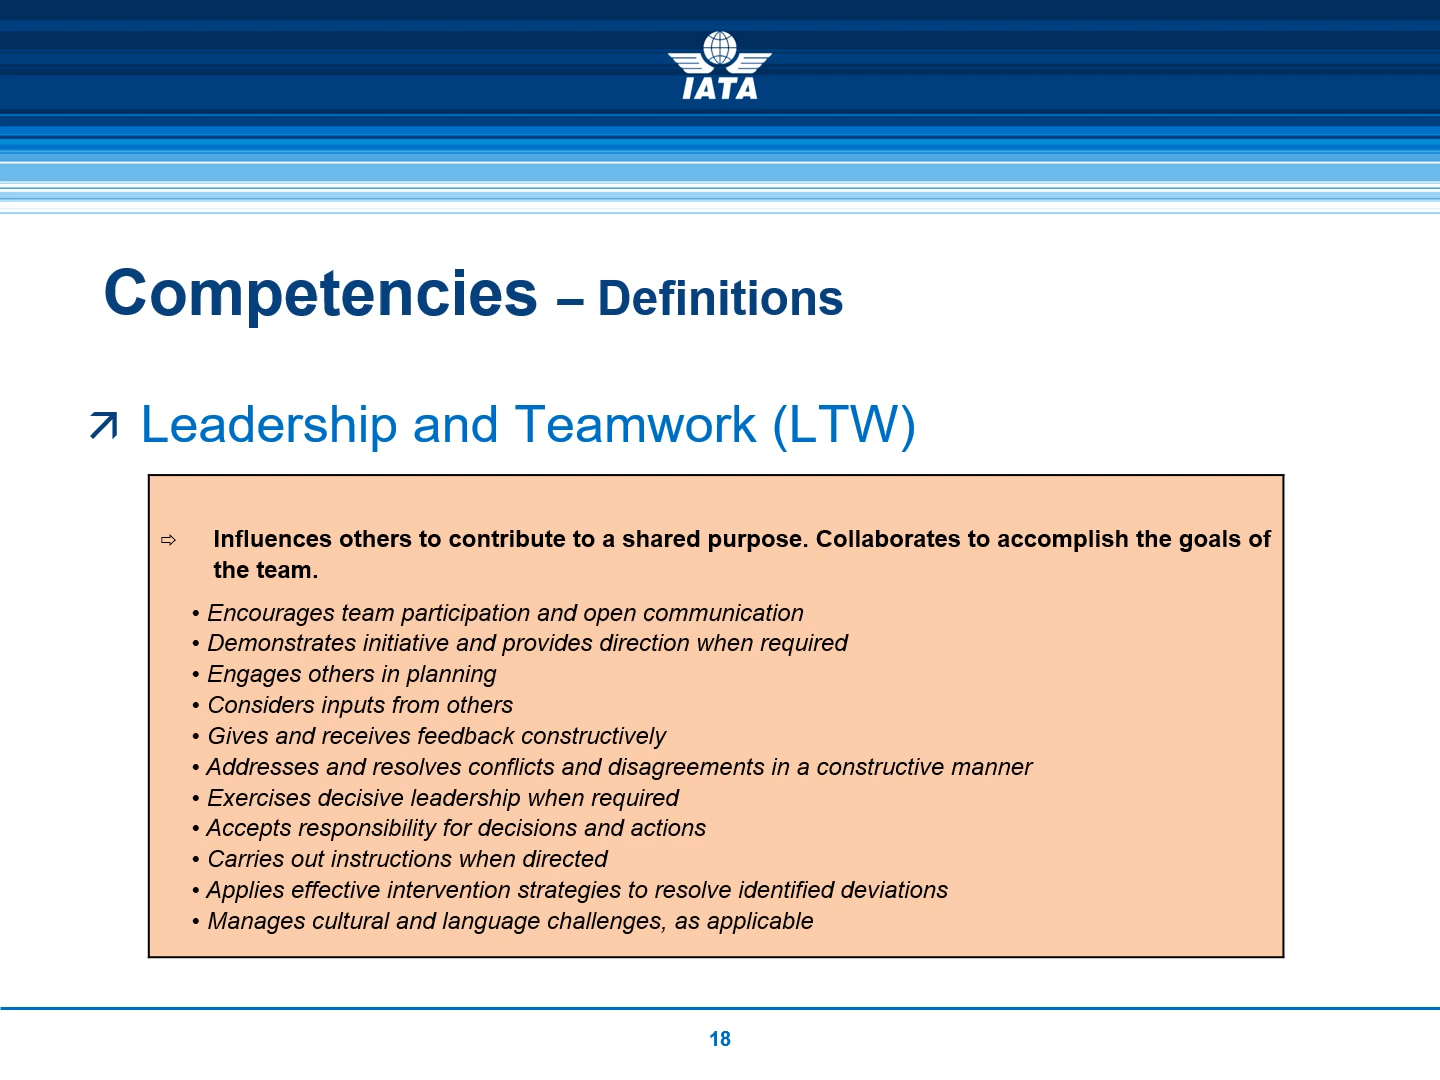 IATA
Competencies – Definitions
Leadership and Teamwork (LTW)
⇨ Influences others to contribute to a shared purpose. Collaborates to accomplish the goals of
the team.
• Encourages team participation and open communication
• Demonstrates initiative and provides direction when required
• Engages others in planning
• Considers inputs from others
• Gives and receives feedback constructively
• Addresses and resolves conflicts and disagreements in a constructive manner
• Exercises decisive leadership when required
• Accepts responsibility for decisions and actions
• Carries out instructions when directed
• Applies effective intervention strategies to resolve identified deviations
• Manages cultural and language challenges, as applicable
18